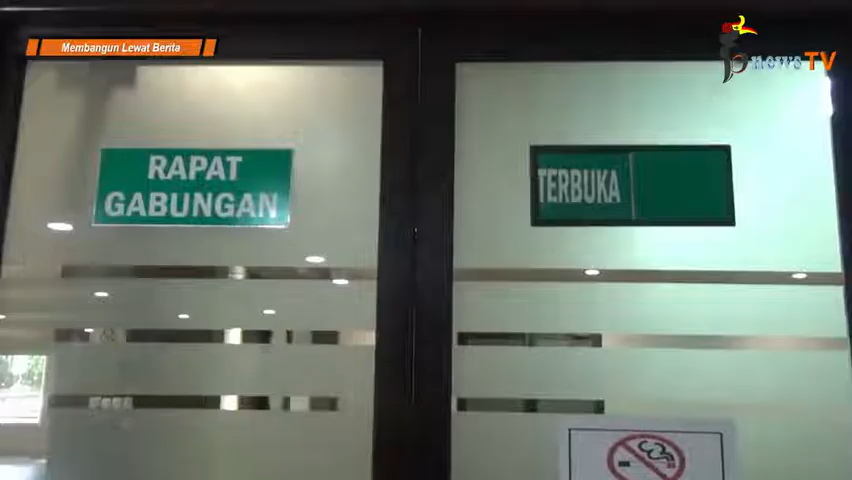 Membangun Lewat Berita
news TV
RAPAT
GABUNGAN
TERBUKA